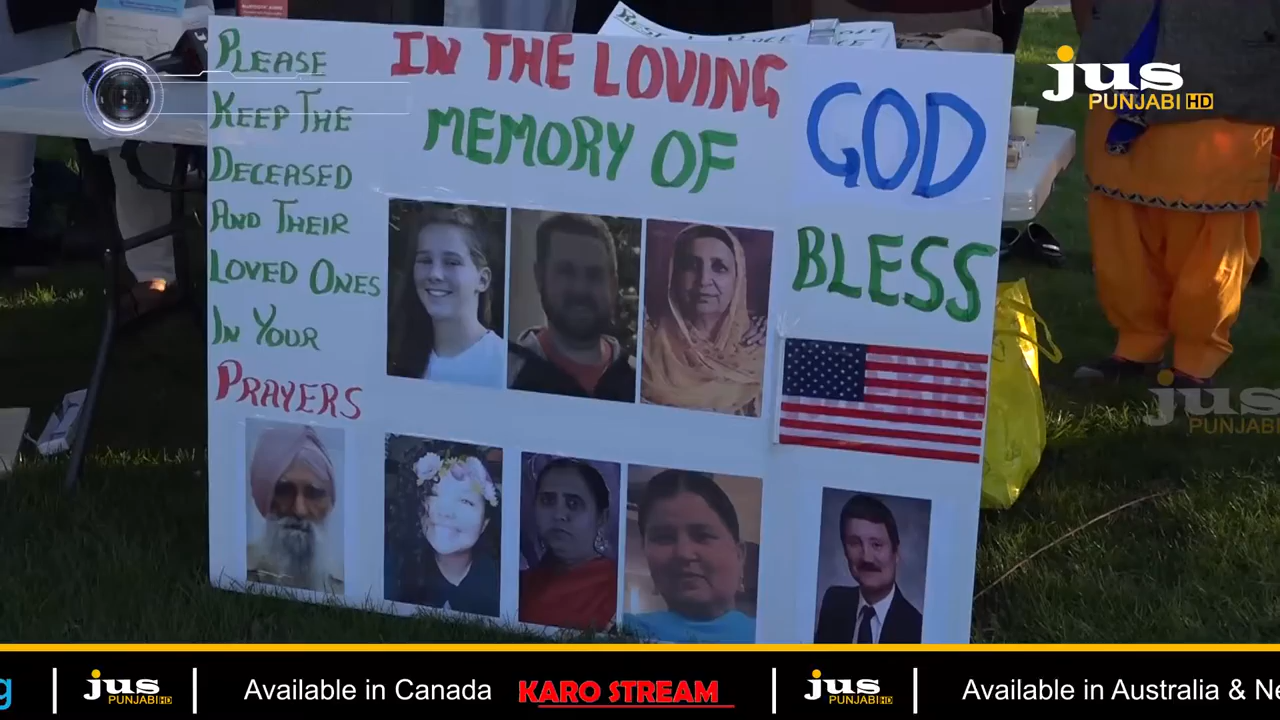 PLEASE
KEEP THE
DECEASED
AND THEIR
LOVED ONES
IN YOUR
PRAYERS
IN THE LOVING
MEMORY OF
GOD
BLESS
jus
PUNJABI HD
jus
PUNJABI
g
jus
PUNJABI HD
Available in Canada
KARO STREAM
jus
PUNJABI HD
Available in Australia & Ne